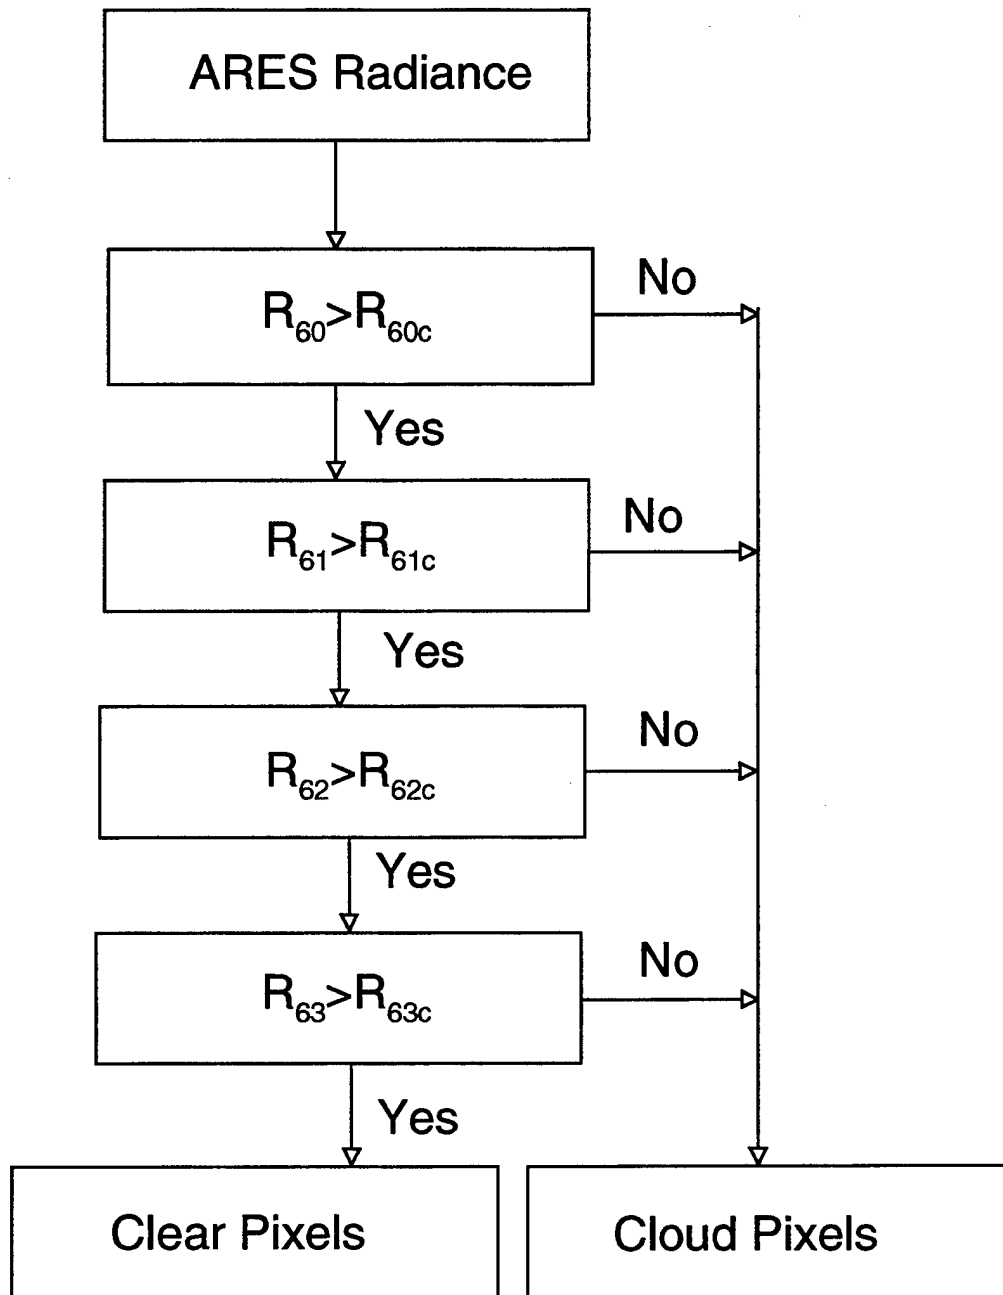 ARES Radiance
R60>R60c
No
Yes
R61>R61c
No
Yes
R62>R62c
No
Yes
R63>R63c
No
Yes
Clear Pixels
Cloud Pixels